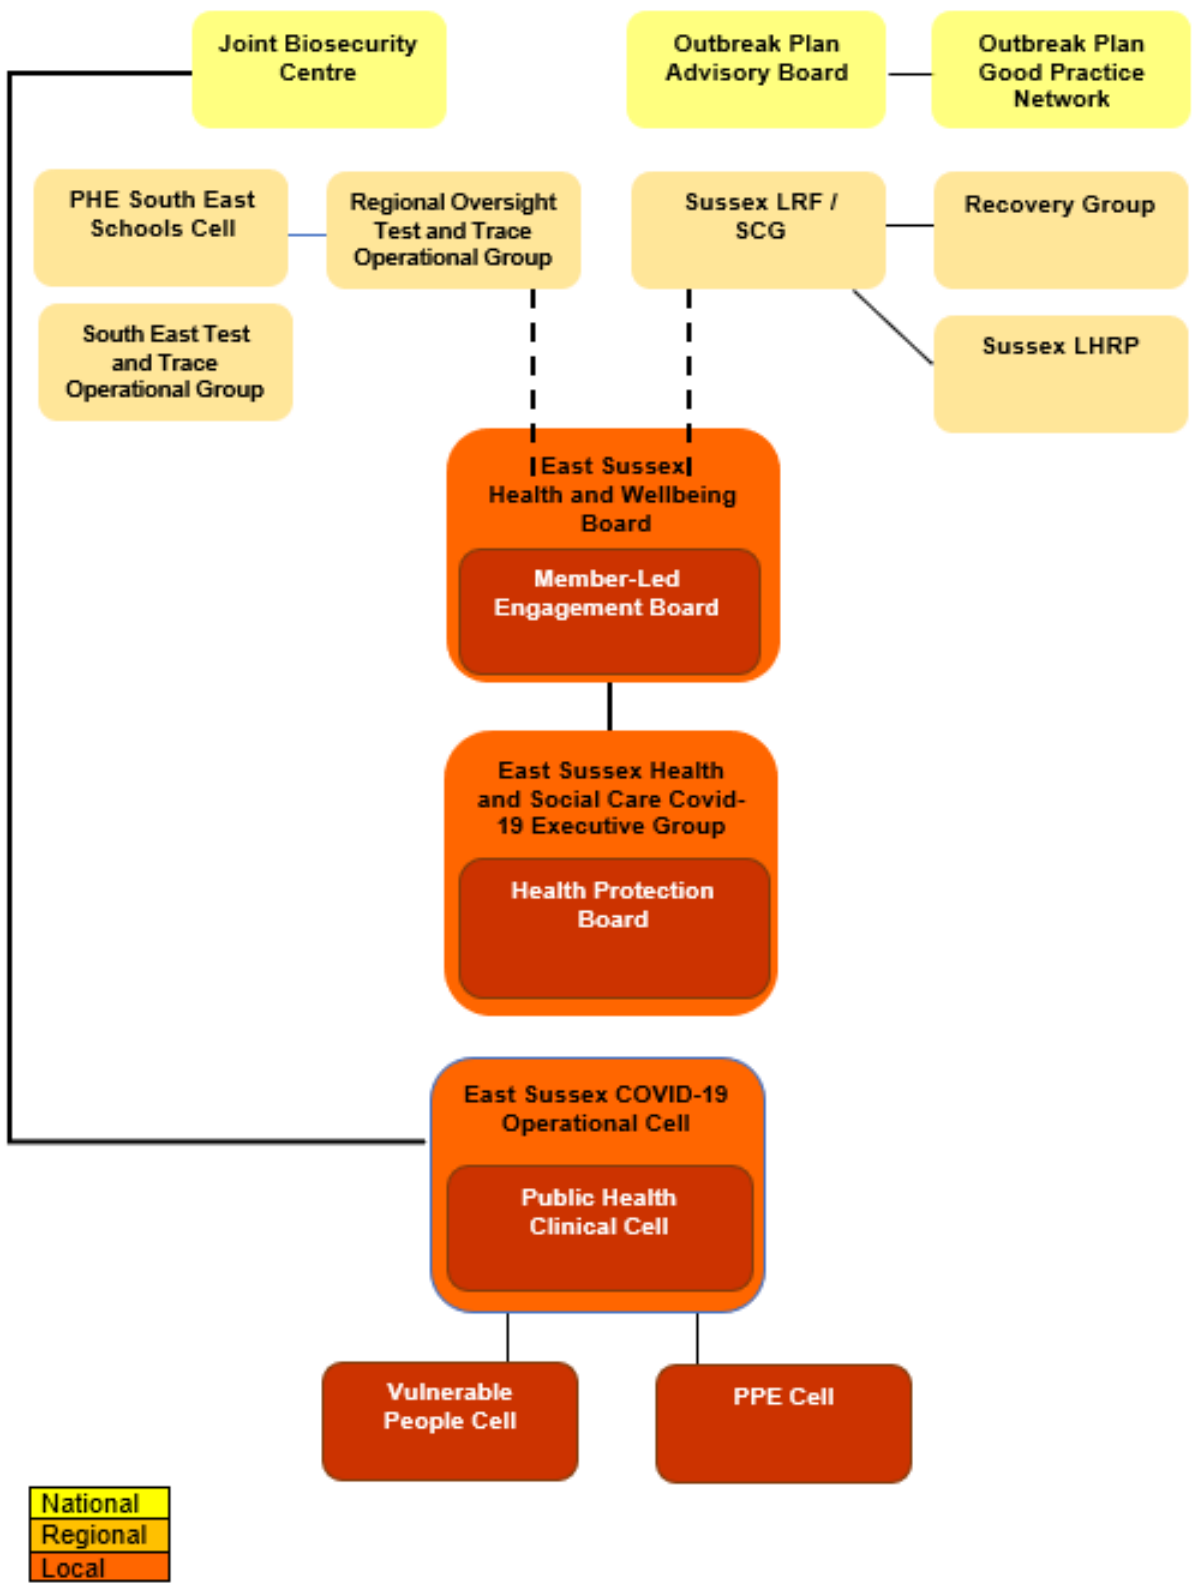 Joint Biosecurity
Centre
Outbreak Plan
Advisory Board
Outbreak Plan
Good Practice
Network
PHE South East
Schools Cell
Regional Oversight
Test and Trace
Operational Group
Sussex LRF /
SCG
Recovery Group
South East Test
and Trace
Operational Group
Sussex LHRP
East Sussex
Health and Wellbeing
Board
Member-Led
Engagement Board
East Sussex Health
and Social Care Covid-
19 Executive Group
Health Protection
Board
East Sussex COVID-19
Operational Cell
Public Health
Clinical Cell
Vulnerable
People Cell
PPE Cell
National
Regional
Local